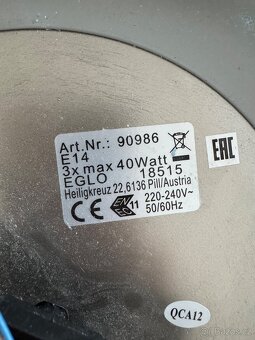 Art.Nr.: 90986
E14
3x max 40Watt
EGLO 18515
Heiligkreuz 22,6136 Pill/Austria
CE 11 220-240V~
50/60Hz
EAC
QCA12